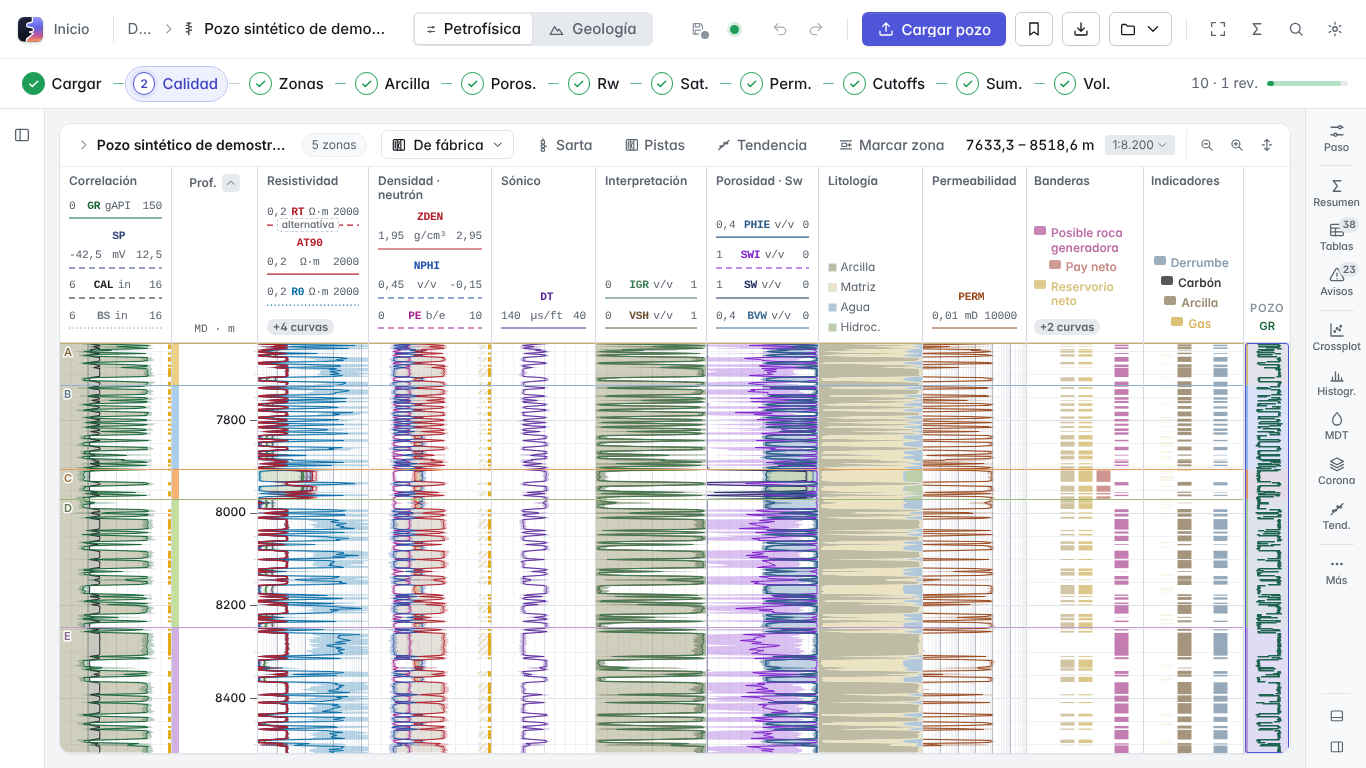 Inicio
D...
Pozo sintético de demo...
Petrofísica
Geología
Cargar pozo
Cargar
2 Calidad
Zonas
Arcilla
Poros.
Rw
Sat.
Perm.
Cutoffs
Sum.
Vol.
10 · 1 rev.
Pozo sintético de demostr...
5 zonas
De fábrica
Sarta
Pistas
Tendencia
Marcar zona
7633,3 – 8518,6 m
1:8.200
Correlación
0 GR gAPI 150
SP
-42,5 mV 12,5
6 CAL in 16
6 BS in 16
Prof.
MD · m
Resistividad
0,2 RT Ω·m 2000
alternativa
AT90
0,2 Ω·m 2000
0,2 R0 Ω·m 2000
+4 curvas
Densidad ·
neutrón
ZDEN
1,95 g/cm³ 2,95
NPHI
0,45 v/v -0,15
0 PE b/e 10
Sónico
DT
140 µs/ft 40
Interpretación
0 IGR v/v 1
0 VSH v/v 1
Porosidad · Sw
0,4 PHIE v/v 0
1 SWI v/v 0
1 SW v/v 0
0,4 BVW v/v 0
Litología
Arcilla
Matriz
Agua
Hidroc.
Permeabilidad
PERM
0,01 mD 10000
Banderas
Posible roca
generadora
Pay neto
Reservorio
neto
+2 curvas
Indicadores
Derrumbe
Carbón
Arcilla
Gas
POZO
GR
A
B
C
D
E
7800
8000
8200
8400
Paso
Resumen
38
Tablas
23
Avisos
Crossplot
Histogr.
MDT
Corona
Tend.
Más